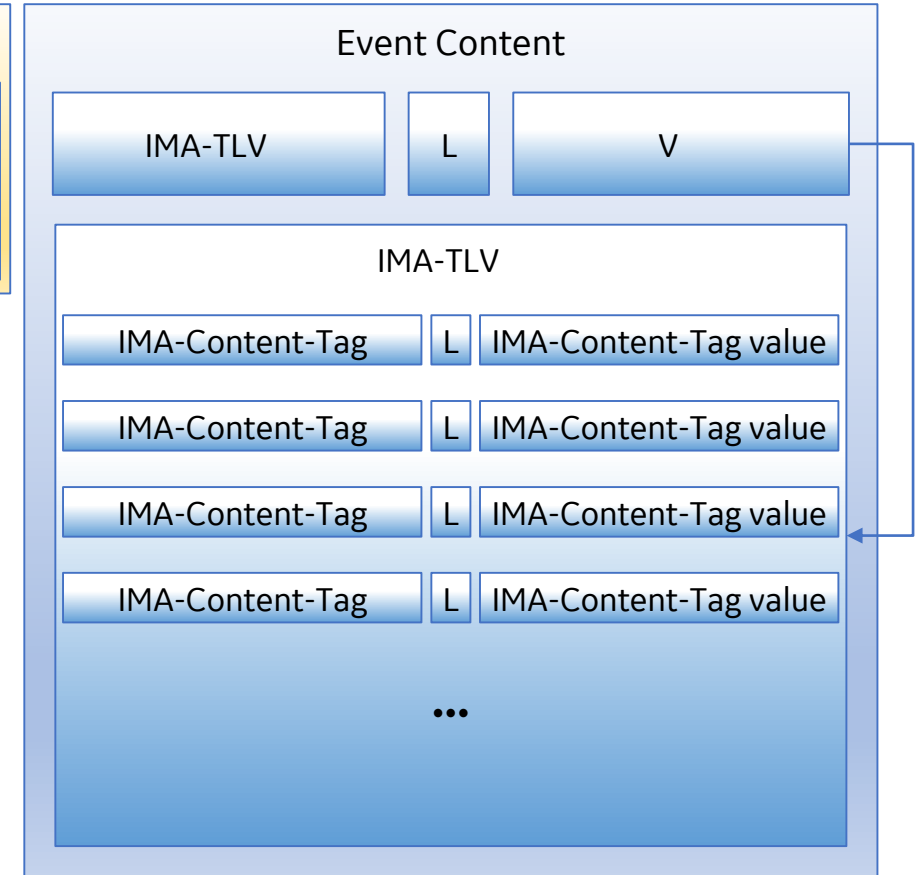 Event Content
IMA-TLV L V
IMA-TLV
IMA-Content-Tag L IMA-Content-Tag value
IMA-Content-Tag L IMA-Content-Tag value
IMA-Content-Tag L IMA-Content-Tag value
IMA-Content-Tag L IMA-Content-Tag value
...